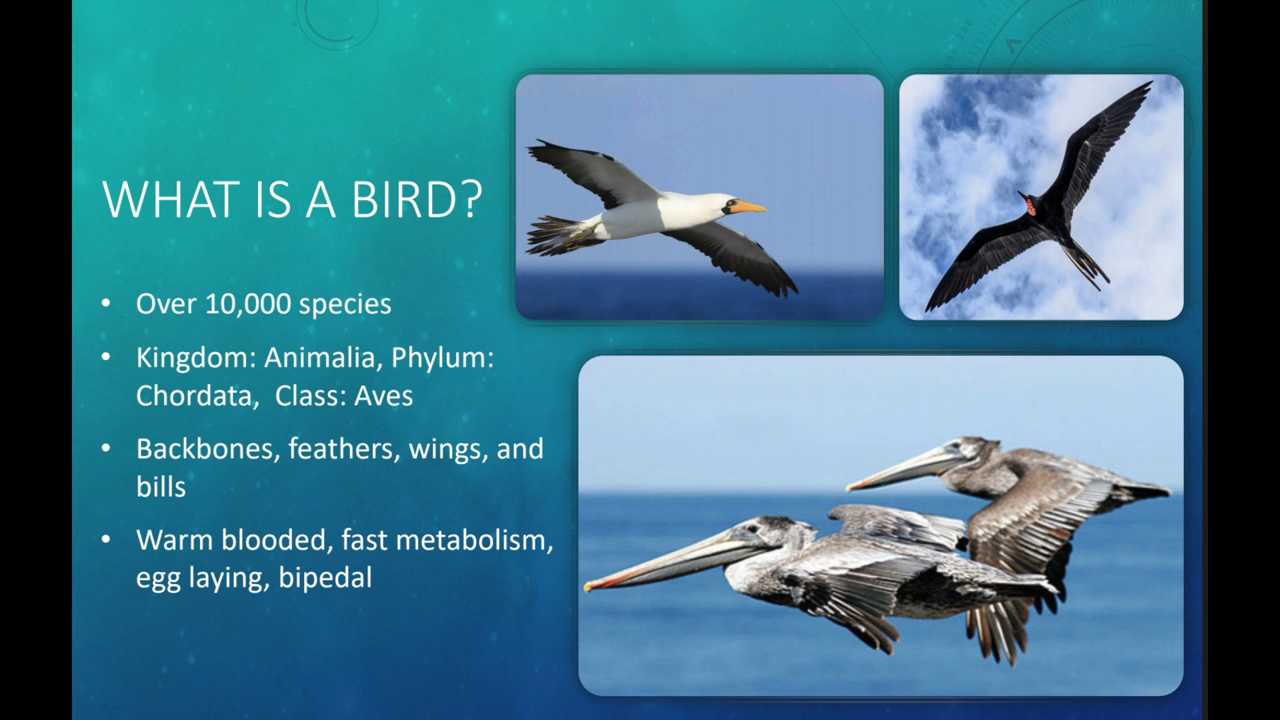 WHAT IS A BIRD?
• Over 10,000 species
• Kingdom: Animalia, Phylum:
Chordata,  Class: Aves
• Backbones, feathers, wings, and
bills
• Warm blooded, fast metabolism,
egg laying, bipedal